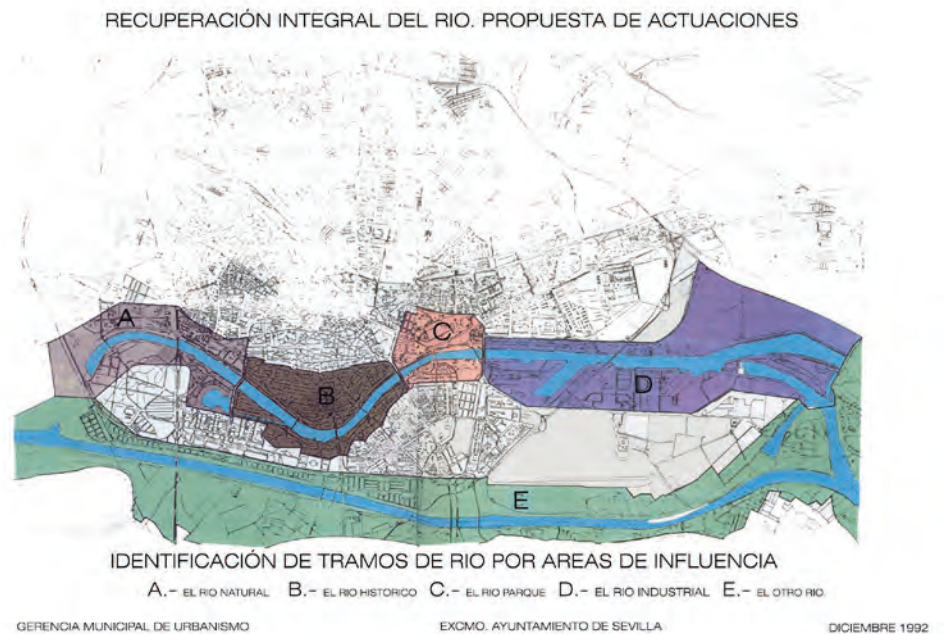 RECUPERACIÓN INTEGRAL DEL RIO. PROPUESTA DE ACTUACIONES
A
C
B
D
E
IDENTIFICACIÓN DE TRAMOS DE RIO POR AREAS DE INFLUENCIA
A.- EL RIO NATURAL B.- EL RIO HISTORICO C.- EL RIO PARQUE D.- EL RIO INDUSTRIAL E.- EL OTRO RIO.
GERENCIA MUNICIPAL DE URBANISMO EXCMO. AYUNTAMIENTO DE SEVILLA DICIEMBRE 1992